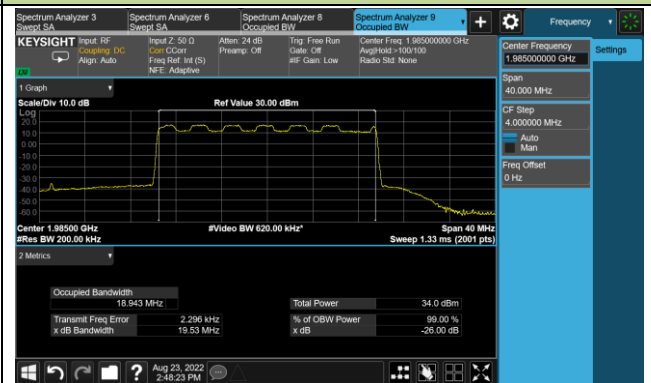 Spectrum Analyzer 3
Swept SA
Spectrum Analyzer 6
Swept SA
Spectrum Analyzer 8
Occupied BW
Spectrum Analyzer 9
Occupied BW
Frequency
KEYSIGHT
Input: RF
Coupling: DC
Align: Auto
Input Z: 50 Ω
Corr CCorr
Freq Ref: Int (S)
NFE: Adaptive
Atten: 24 dB
Preamp: Off
Trig: Free Run
Gate: Off
#IF Gain: Low
Center Freq: 1.985000000 GHz
Avg|Hold:>100/100
Radio Std: None
LXI
Center Frequency
1.985000000 GHz
Settings
Span
40.000 MHz
CF Step
4.000000 MHz
Auto
Man
Freq Offset
0 Hz
1 Graph
Scale/Div 10.0 dB
Ref Value 30.00 dBm
Log
20.0
10.0
0.00
-10.0
-20.0
-30.0
-40.0
-50.0
-60.0
Center 1.98500 GHz
#Video BW 620.00 kHz*
Span 40 MHz
#Res BW 200.00 kHz
Sweep 1.33 ms (2001 pts)
2 Metrics
Occupied Bandwidth
18.943 MHz
Total Power
34.0 dBm
Transmit Freq Error
2.296 kHz
% of OBW Power
99.00 %
x dB Bandwidth
19.53 MHz
x dB
-26.00 dB
?
Aug 23, 2022
2:48:23 PM